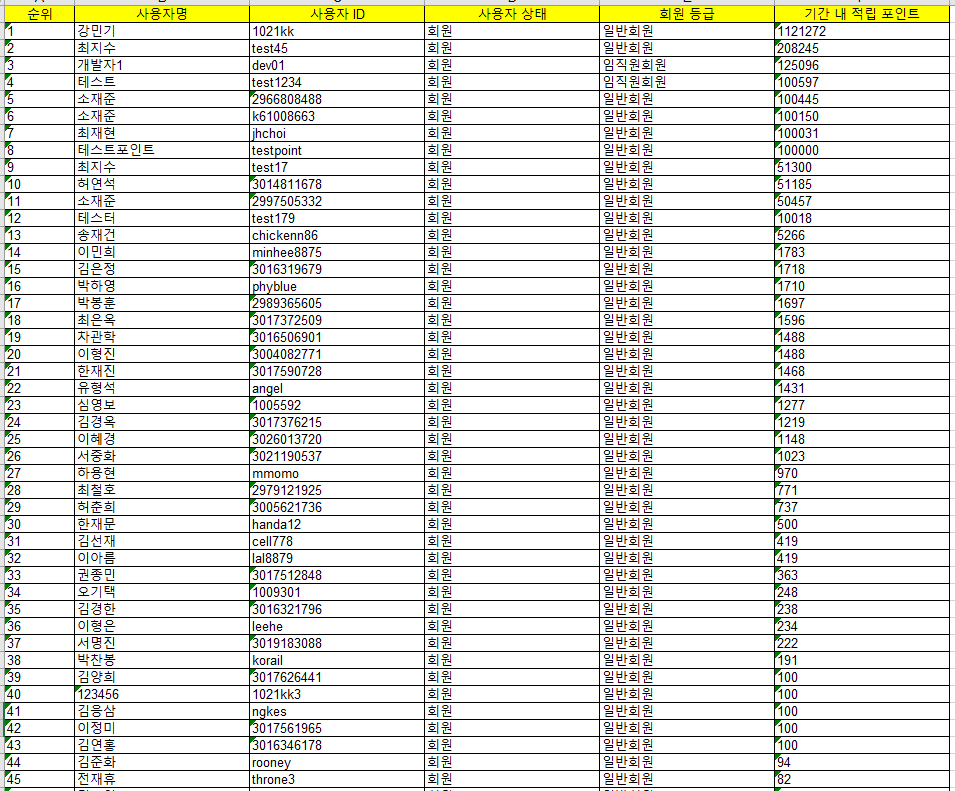 순위 사용자명 사용자 ID 사용자 상태 회원 등급 기간 내 적립 포인트
1 강민기 1021kk 회원 일반회원 1121272
2 최지수 test45 회원 일반회원 208245
3 개발자1 dev01 회원 임직원회원 125096
4 테스트 test1234 회원 임직원회원 100597
5 소재준 2966808488 회원 일반회원 100445
6 소재준 k61008663 회원 일반회원 100150
7 최재현 jhchoi 회원 일반회원 100031
8 테스트포인트 testpoint 회원 일반회원 100000
9 최지수 test17 회원 일반회원 51300
10 허연석 3014811678 회원 일반회원 51185
11 소재준 2997505332 회원 일반회원 50457
12 테스터 test179 회원 일반회원 10018
13 송재건 chickenn86 회원 일반회원 5266
14 이민희 minhee8875 회원 일반회원 1783
15 김은정 3016319679 회원 일반회원 1718
16 박하영 phyblue 회원 일반회원 1710
17 박봉훈 2989365605 회원 일반회원 1697
18 최은옥 3017372509 회원 일반회원 1596
19 차관학 3016506901 회원 일반회원 1488
20 이형진 3004082771 회원 일반회원 1488
21 한재진 3017590728 회원 일반회원 1468
22 유형석 angel 회원 일반회원 1431
23 심영보 1005592 회원 일반회원 1277
24 김경옥 3017376215 회원 일반회원 1219
25 이혜경 3026013720 회원 일반회원 1148
26 서중화 3021190537 회원 일반회원 1023
27 하용현 mmomo 회원 일반회원 970
28 최철호 2979121925 회원 일반회원 771
29 허준희 3005621736 회원 일반회원 737
30 한재문 handa12 회원 일반회원 500
31 김선재 cell778 회원 일반회원 419
32 이아름 lal8879 회원 일반회원 419
33 권종민 3017512848 회원 일반회원 363
34 오기택 1009301 회원 일반회원 248
35 김경한 3016321796 회원 일반회원 238
36 이형은 leehe 회원 일반회원 234
37 서명진 3019183088 회원 일반회원 222
38 박찬봉 korail 회원 일반회원 191
39 김양희 3017626441 회원 일반회원 100
40 123456 1021kk3 회원 일반회원 100
41 김응삼 ngkes 회원 일반회원 100
42 이정미 3017561965 회원 일반회원 100
43 김연홍 3016346178 회원 일반회원 100
44 김준화 rooney 회원 일반회원 94
45 전재휴 throne3 회원 일반회원 82